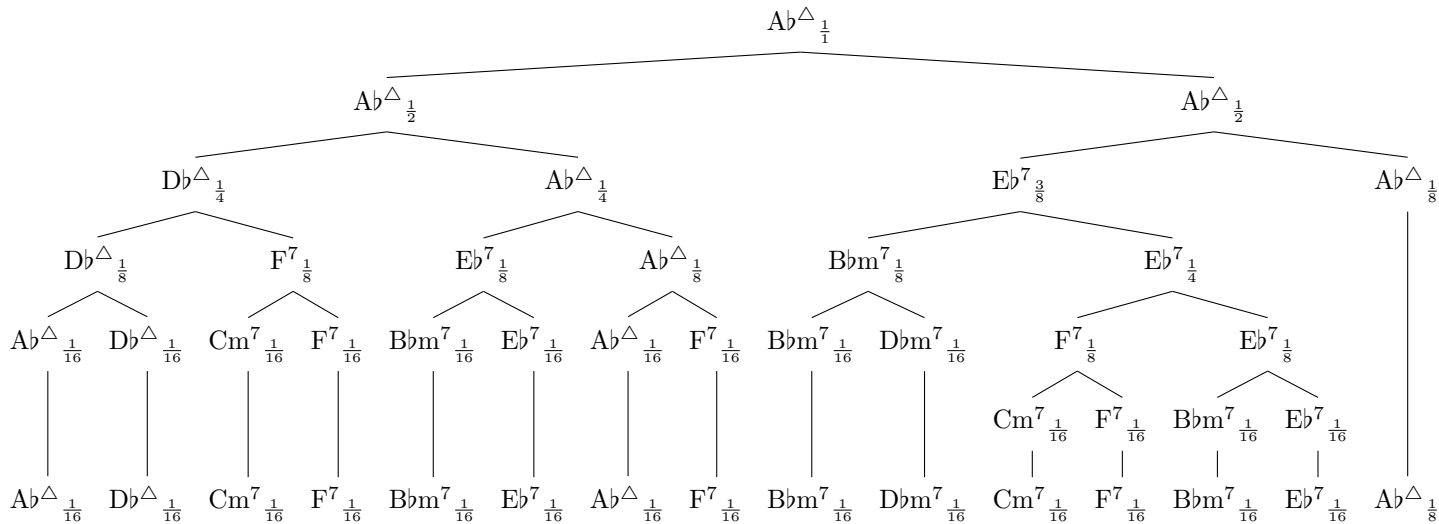 A♭△ 1/1
A♭△ 1/2 A♭△ 1/2
D♭△ 1/4 A♭△ 1/4 E♭7 3/8 A♭△ 1/8
D♭△ 1/8 F7 1/8 E♭7 1/8 A♭△ 1/8 B♭m7 1/8 E♭7 1/4
A♭△ 1/16 D♭△ 1/16 Cm7 1/16 F7 1/16 B♭m7 1/16 E♭7 1/16 A♭△ 1/16 F7 1/16 B♭m7 1/16 D♭m7 1/16 F7 1/8 E♭7 1/8
Cm7 1/16 F7 1/16 B♭m7 1/16 E♭7 1/16
A♭△ 1/16 D♭△ 1/16 Cm7 1/16 F7 1/16 B♭m7 1/16 E♭7 1/16 A♭△ 1/16 F7 1/16 B♭m7 1/16 D♭m7 1/16 Cm7 1/16 F7 1/16 B♭m7 1/16 E♭7 1/16 A♭△ 1/8